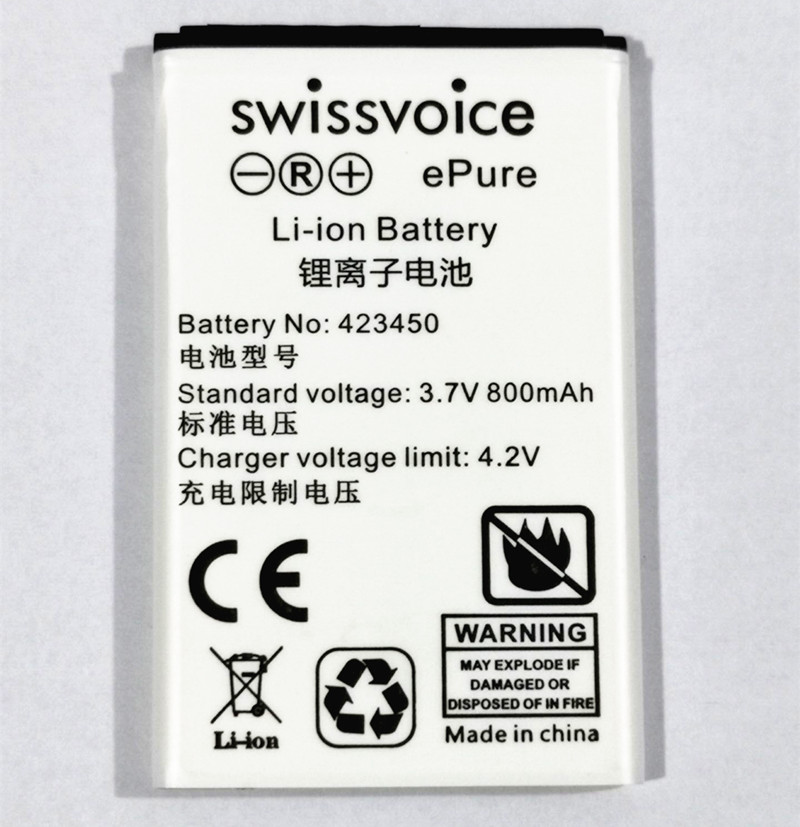 swissvoice
R ePure
Li-ion Battery
锂离子电池
Battery No: 423450
电池型号
Standard voltage: 3.7V 800mAh
标准电压
Charger voltage limit: 4.2V
充电限制电压
CE
WARNING
MAY EXPLODE IF
DAMAGED OR
DISPOSED OF IN FIRE
Li-ion
Made in china